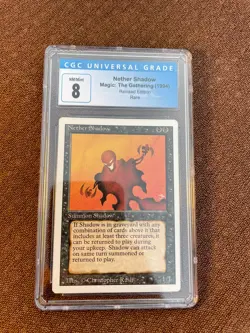 CGC UNIVERSAL GRADE
NM/Mint
8
Nether Shadow
Magic: The Gathering (1994)
Revised Edition
Rare
Nether Shadow
Summon Shadow
If Shadow is in graveyard with any
combination of cards above it that
includes at least three creatures, it
can be returned to play during
your upkeep. Shadow can
attack on same turn summoned or
returned to play.
Illus. © Christopher Rush
1/1